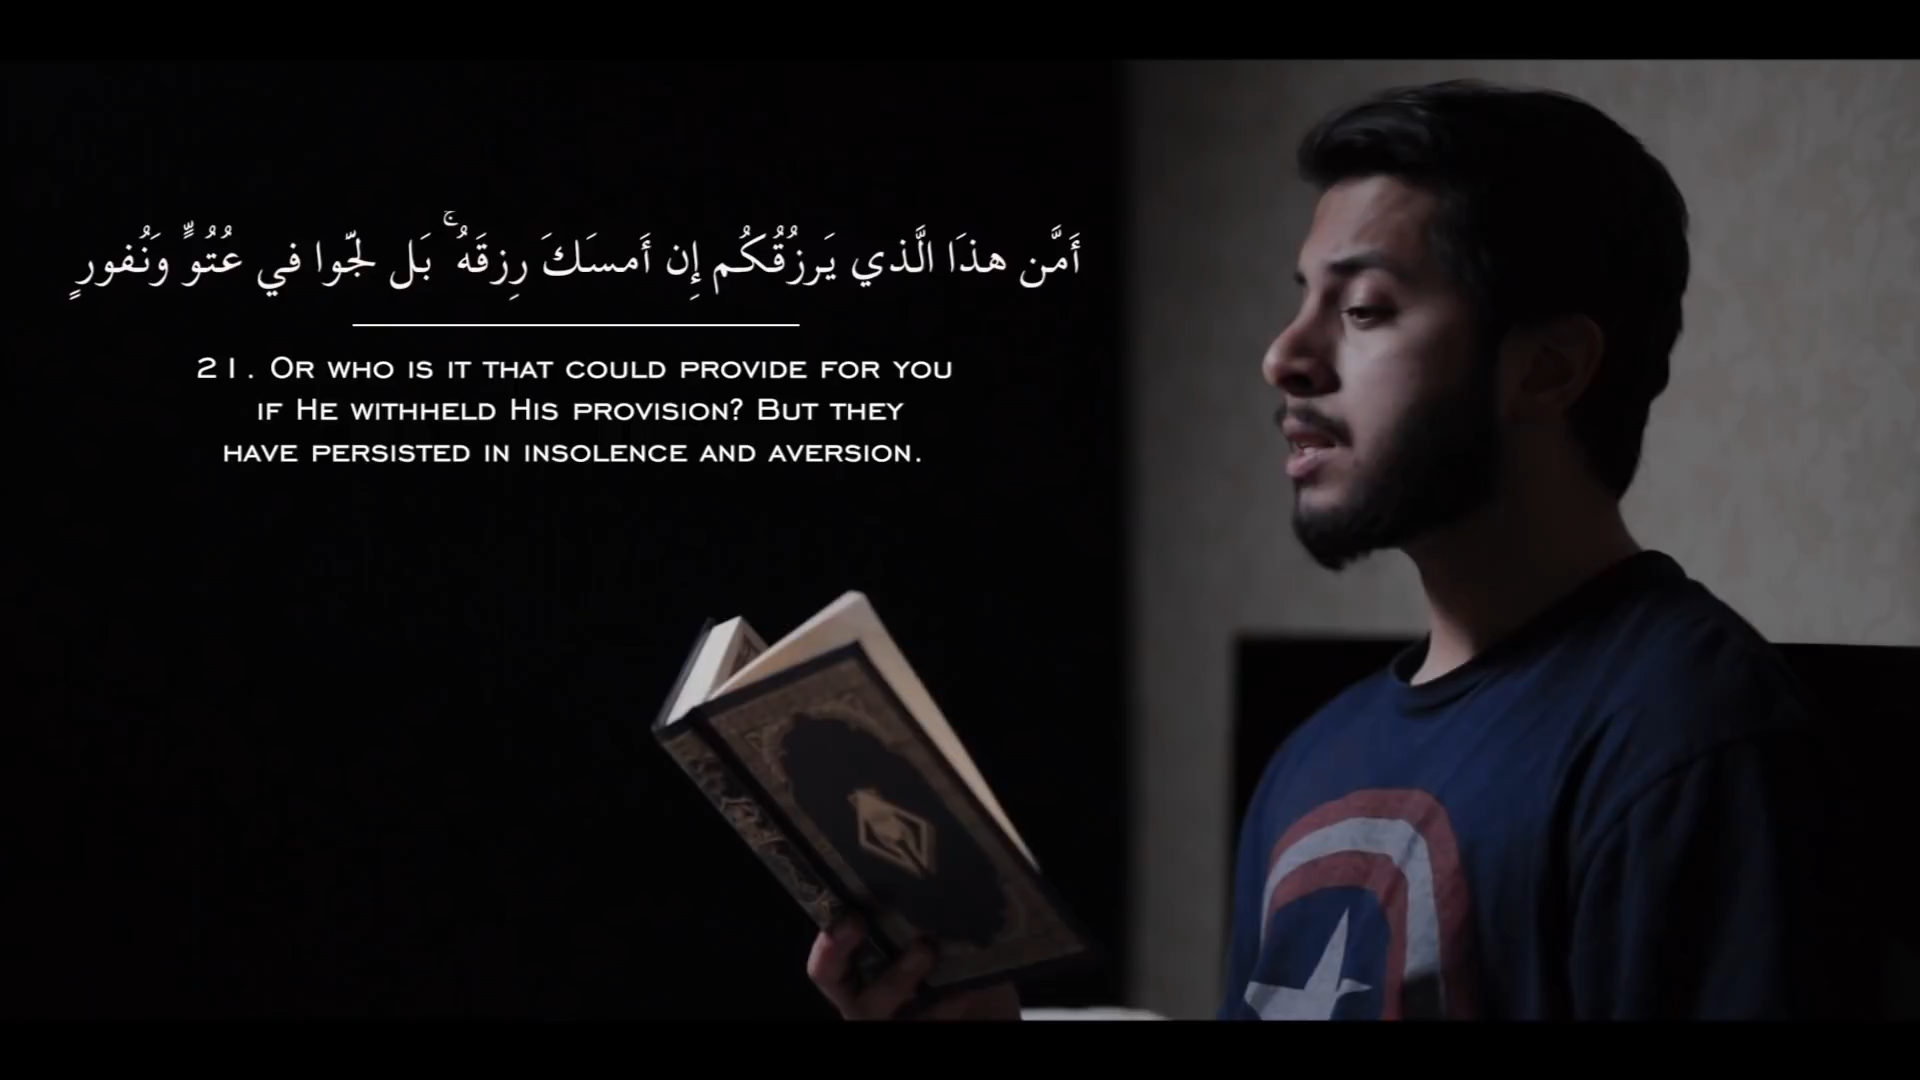 أَمَّن هذَا الَّذي يَرزُقُكُم إِن أَمسَكَ رِزقَهُ ۚ بَل لَجّوا في عُتُوٍّ وَنُفورٍ
21. Or who is it that could provide for you
if He withheld His provision? But they
have persisted in insolence and aversion.